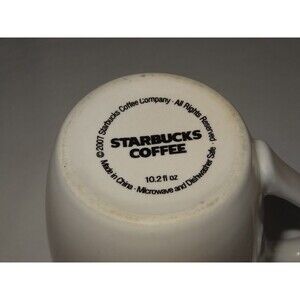 © 2007 Starbucks Coffee Company · All Rights Reserved
STARBUCKS
COFFEE
10.2 fl oz
Made in China · Microwave and Dishwasher Safe